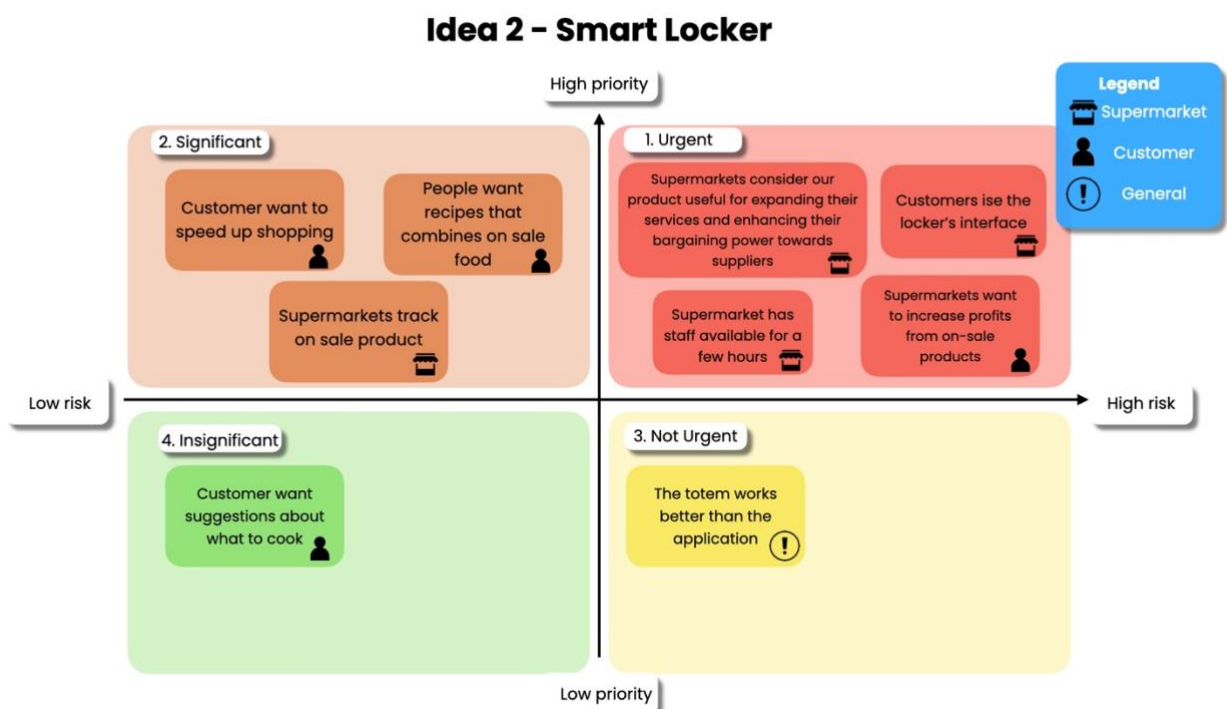 Idea 2 - Smart Locker
High priority
Legend
Supermarket
Customer
General
2. Significant
Customer want to
speed up shopping
People want
recipes that
combines on sale
food
Supermarkets track
on sale product
1. Urgent
Supermarkets consider our
product useful for expanding their
services and enhancing their
bargaining power towards
suppliers
Customers ise the
locker's interface
Supermarket has
staff available for a
few hours
Supermarkets want
to increase profits
from on-sale
products
Low risk
High risk
4. Insignificant
Customer want
suggestions about
what to cook
3. Not Urgent
The totem works
better than the
application
!
Low priority